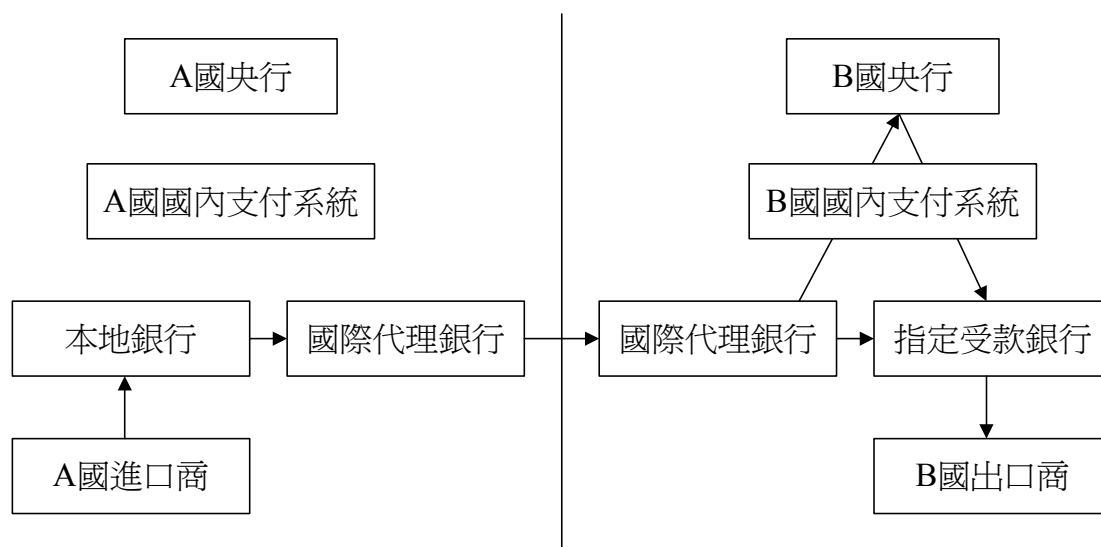 A國央行
B國央行
A國國內支付系統
B國國內支付系統
本地銀行
國際代理銀行
國際代理銀行
指定受款銀行
A國進口商
B國出口商